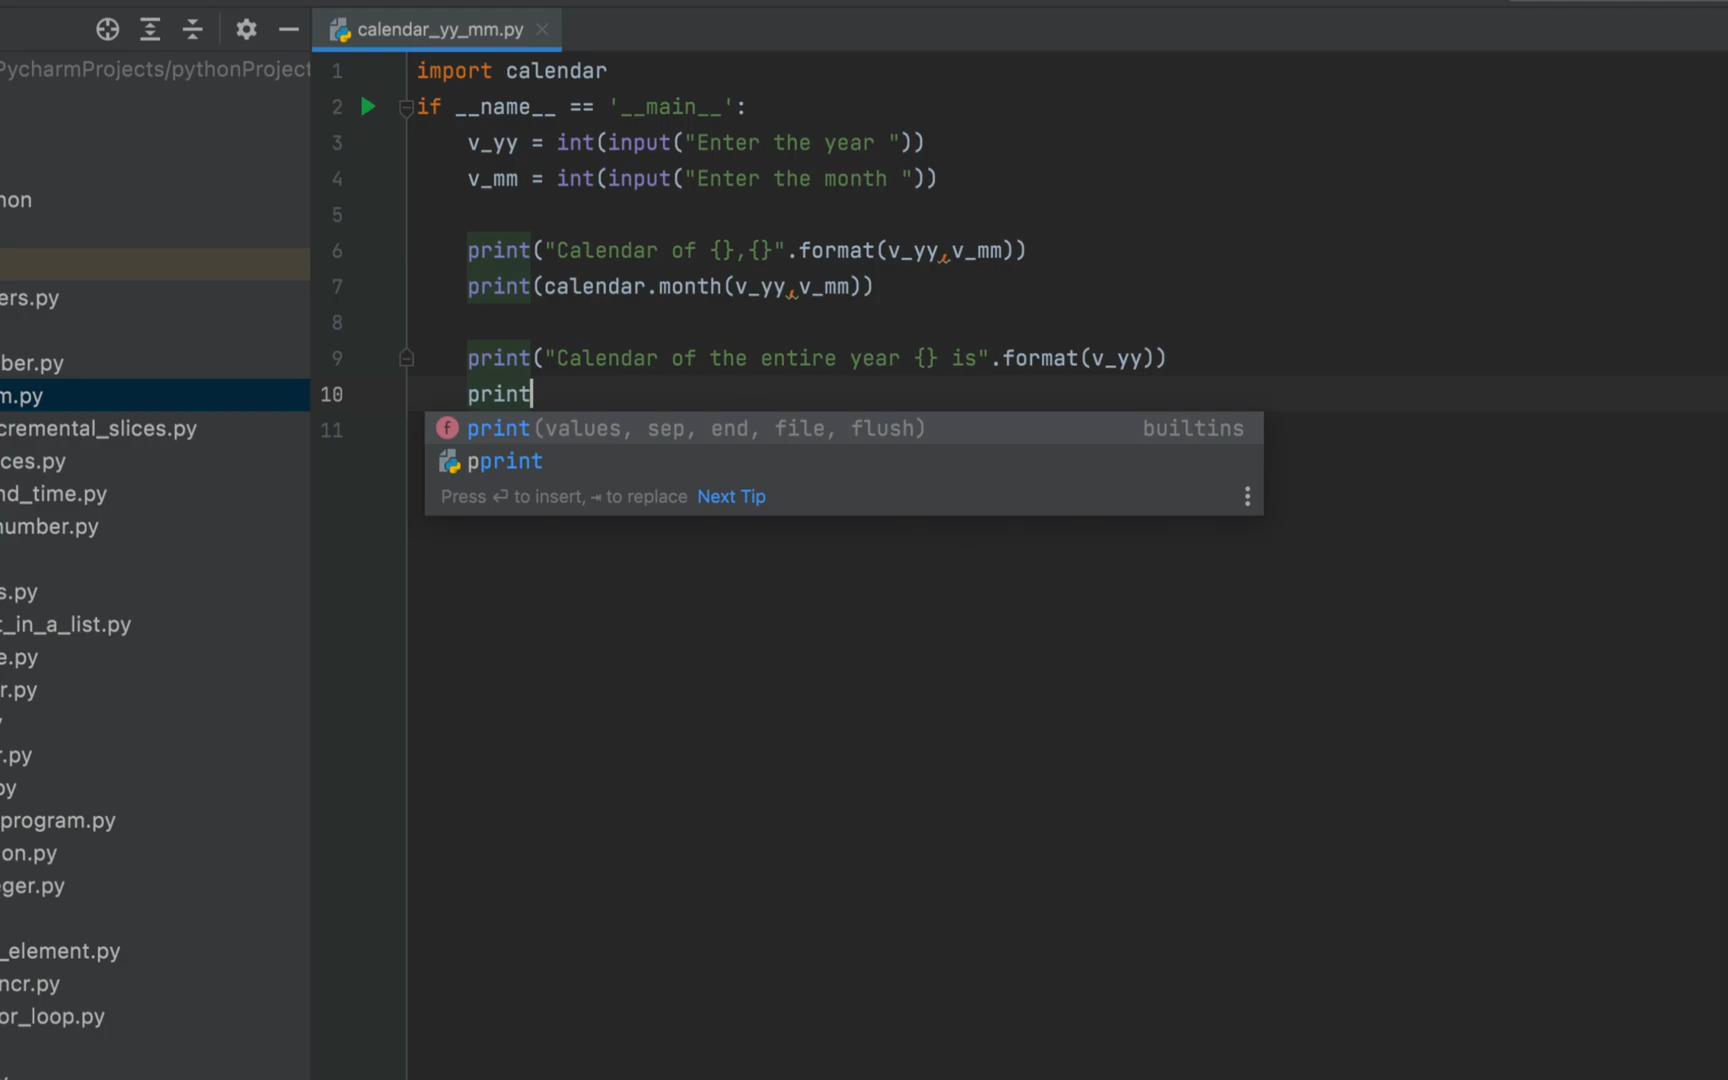 calendar_yy_mm.py
PycharmProjects/pythonProject
hon
ers.py
ber.py
m.py
cremental_slices.py
ces.py
nd_time.py
number.py
s.py
t_in_a_list.py
e.py
r.py
r.py
py
program.py
on.py
eger.py
_element.py
ncr.py
or_loop.py
1 import calendar
2 if __name__ == '__main__':
3 v_yy = int(input("Enter the year "))
4 v_mm = int(input("Enter the month "))
5
6 print("Calendar of {},{}".format(v_yy,v_mm))
7 print(calendar.month(v_yy,v_mm))
8
9 print("Calendar of the entire year {} is".format(v_yy))
10 print
11
f print(values, sep, end, file, flush) builtins
pprint
Press ↩ to insert, ⇥ to replace Next Tip